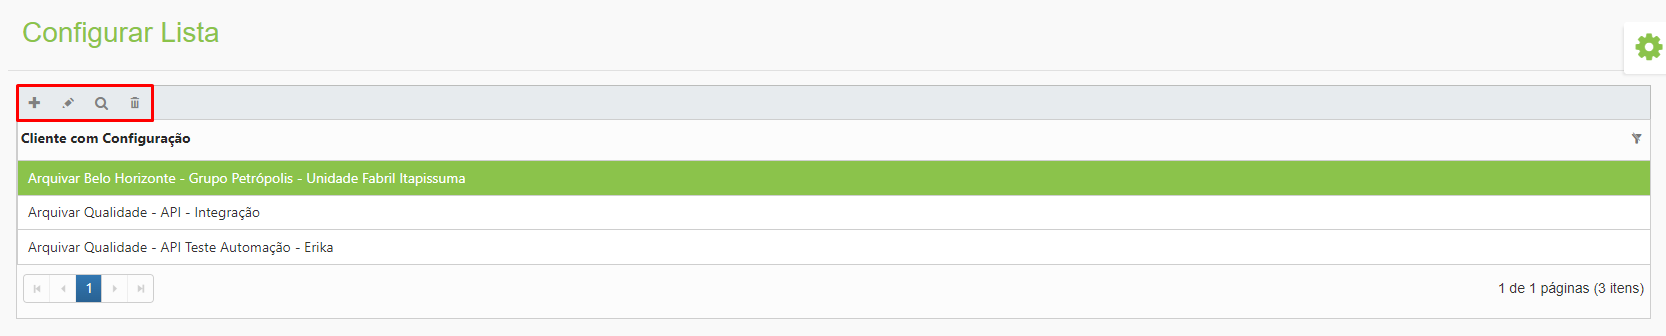 Configurar Lista
Cliente com Configuração
Arquivar Belo Horizonte - Grupo Petrópolis - Unidade Fabril Itapissuma
Arquivar Qualidade - API - Integração
Arquivar Qualidade - API Teste Automação - Erika
1
1 de 1 páginas (3 itens)